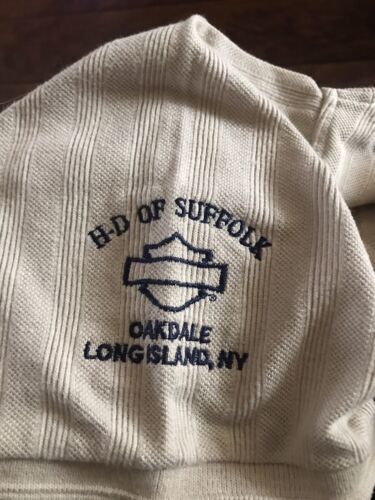 H-D OF SUFFOLK
®
OAKDALE
LONG ISLAND, NY